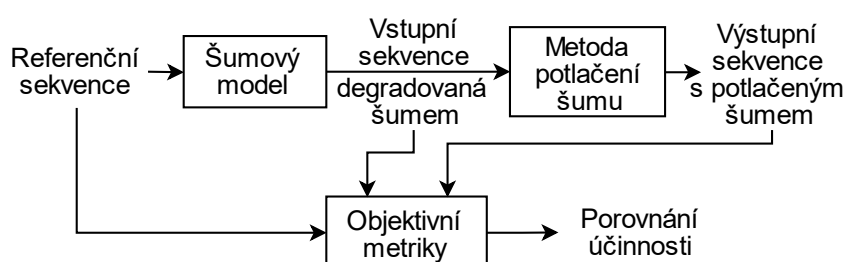 Referenční
sekvence
Šumový
model
Vstupní
sekvence
degradovaná
šumem
Metoda
potlačení
šumu
Výstupní
sekvence
s potlačeným
šumem
Objektivní
metriky
Porovnání
účinnosti